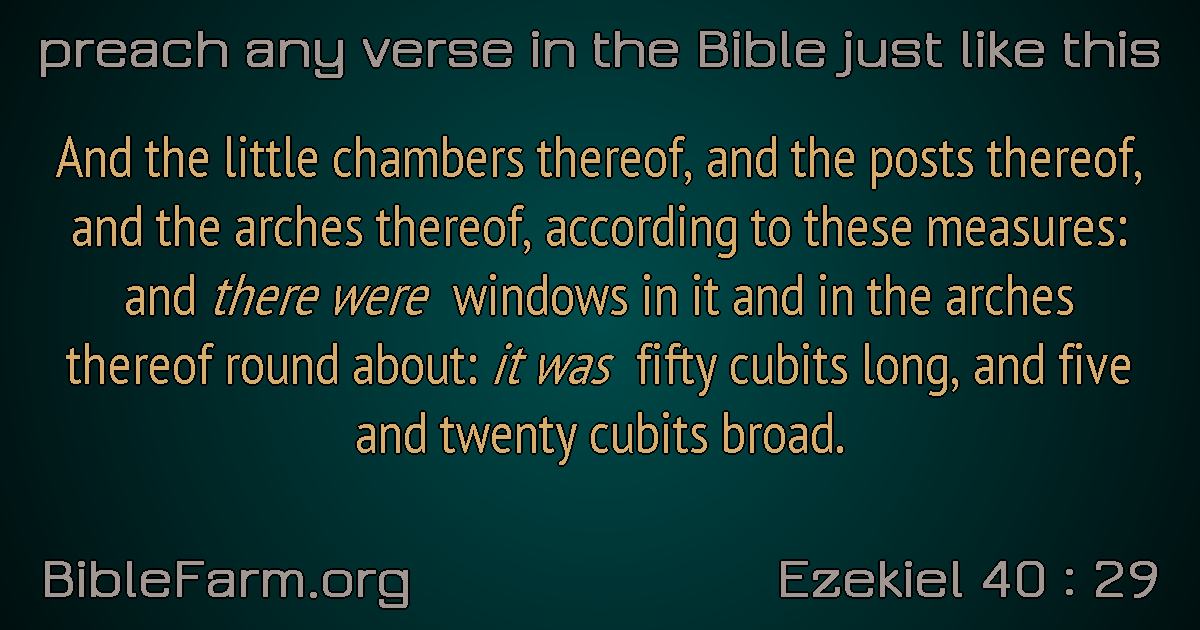 preach any verse in the Bible just like this
And the little chambers thereof, and the posts thereof,
and the arches thereof, according to these measures:
and there were windows in it and in the arches
thereof round about: it was fifty cubits long, and five
and twenty cubits broad.
BibleFarm.org
Ezekiel 40 : 29